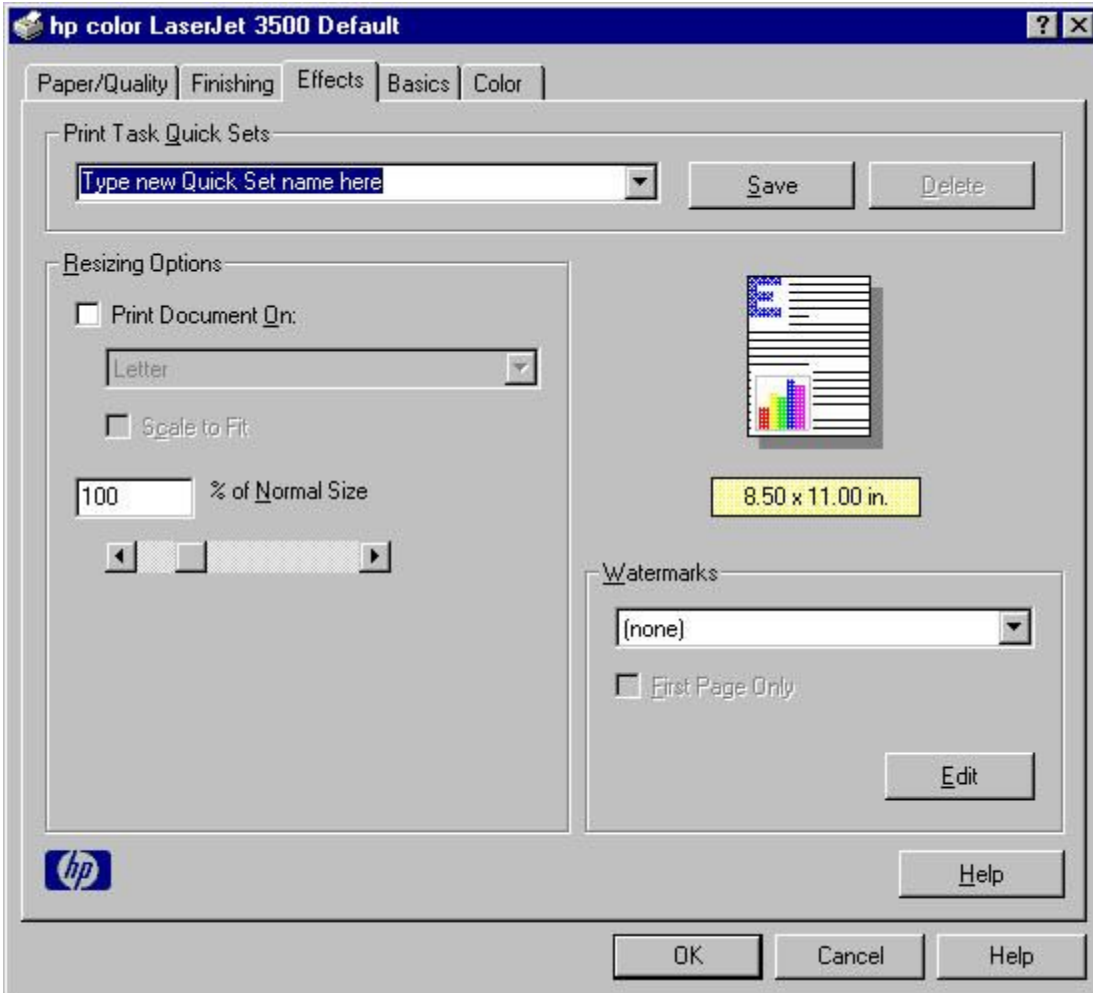 hp color LaserJet 3500 Default
Paper/Quality Finishing Effects Basics Color
Print Task Quick Sets
Type new Quick Set name here Save Delete
Resizing Options
Print Document On:
Letter
Scale to Fit
100 % of Normal Size
E
8.50 x 11.00 in.
Watermarks
(none)
First Page Only
Edit
hp
Help
OK Cancel Help